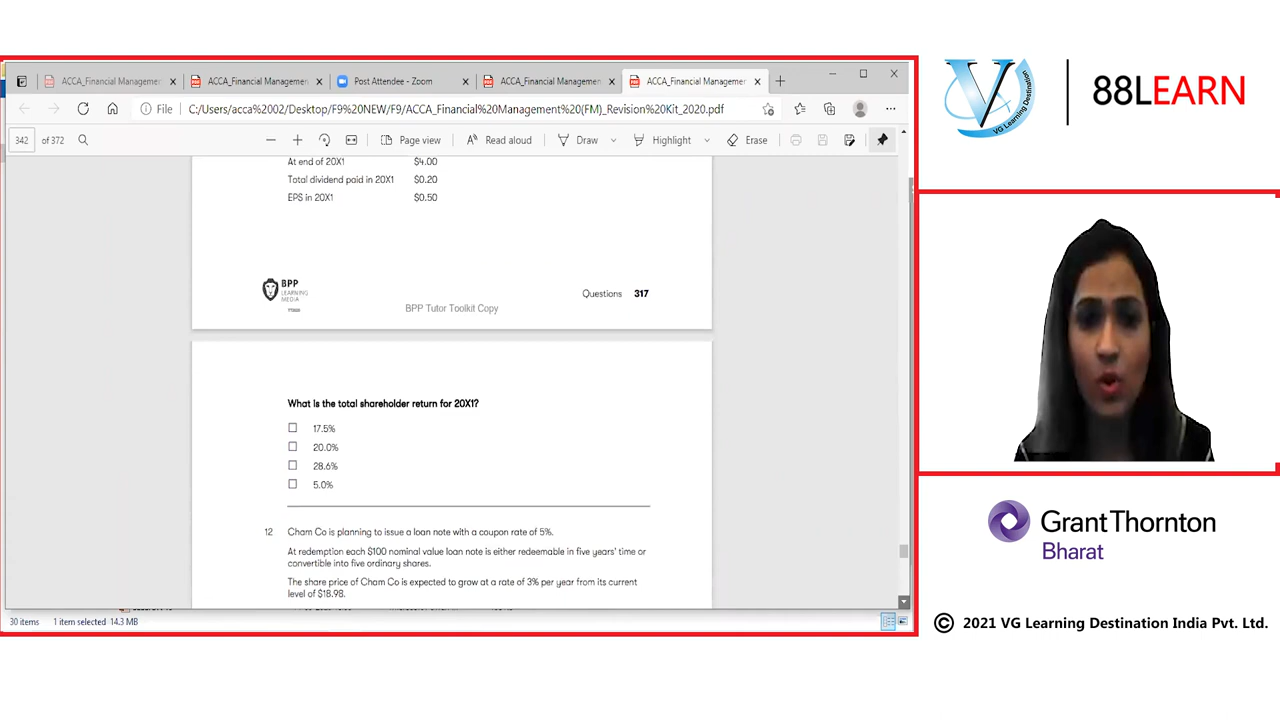 ACCA_Financial Managemen
ACCA_Financial Managemen
Post Attendee - Zoom
ACCA_Financial Managemen
ACCA_Financial Managemen
File
C:/Users/acca%2002/Desktop/F9%20NEW/F9/ACCA_Financial%20Management%20(FM)_Revision%20Kit_2020.pdf
342 of 372
Page view
Read aloud
Draw
Highlight
Erase
At end of 20X1 $4.00
Total dividend paid in 20X1 $0.20
EPS in 20X1 $0.50
BPP
LEARNING
MEDIA
Questions 317
BPP Tutor Toolkit Copy
What is the total shareholder return for 20X1?
17.5%
20.0%
28.6%
5.0%
12 Cham Co is planning to issue a loan note with a coupon rate of 5%.
At redemption each $100 nominal value loan note is either redeemable in five years' time or
convertible into five ordinary shares.
The share price of Cham Co is expected to grow at a rate of 3% per year from its current
level of $18.98.
30 items 1 item selected 14.3 MB
V
VG Learning Destination
88LEARN
Grant Thornton
Bharat
© 2021 VG Learning Destination India Pvt. Ltd.